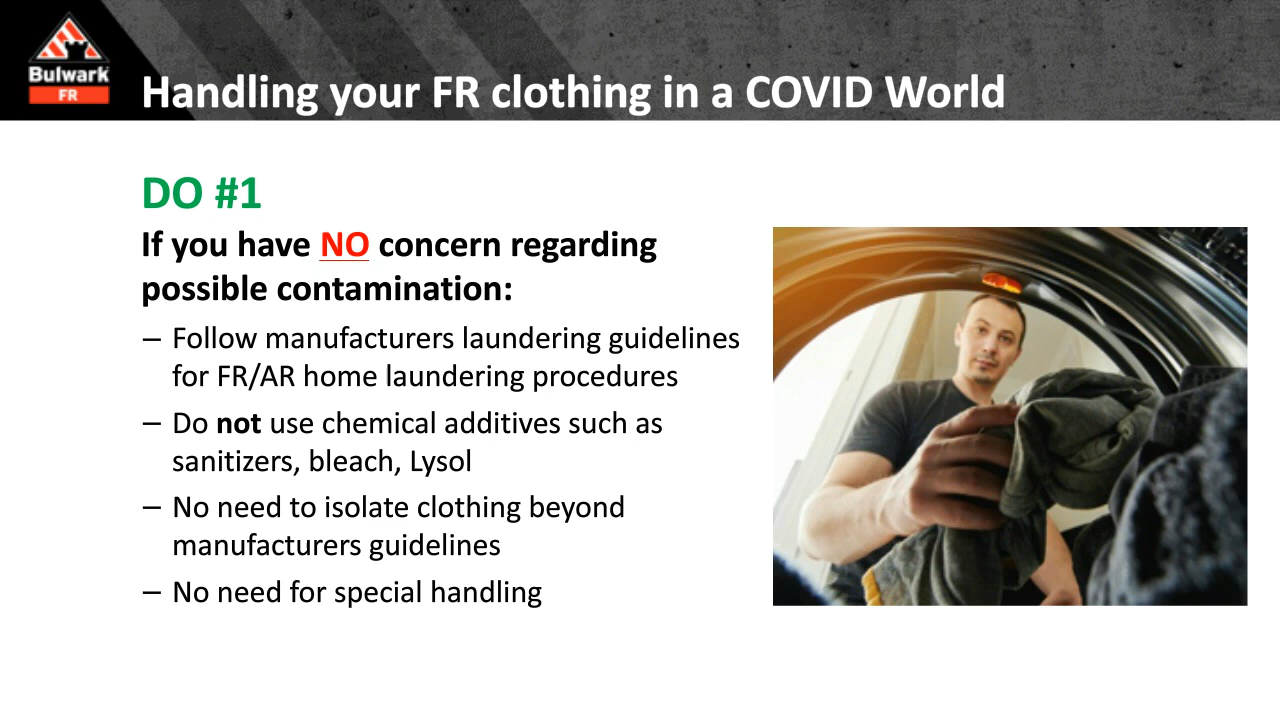 Bulwark
FR
Handling your FR clothing in a COVID World
DO #1
If you have NO concern regarding
possible contamination:
– Follow manufacturers laundering guidelines
for FR/AR home laundering procedures
– Do not use chemical additives such as
sanitizers, bleach, Lysol
– No need to isolate clothing beyond
manufacturers guidelines
– No need for special handling